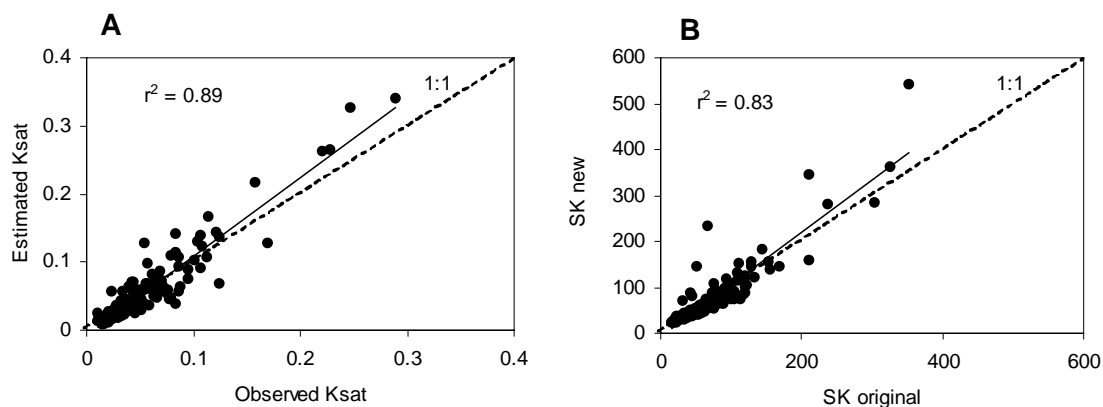 A
0.4
0.3
0.2
0.1
0
r² = 0.89
1:1
Estimated Ksat
0 0.1 0.2 0.3 0.4
Observed Ksat
B
600
500
400
300
200
100
0
r² = 0.83
1:1
SK new
0 200 400 600
SK original